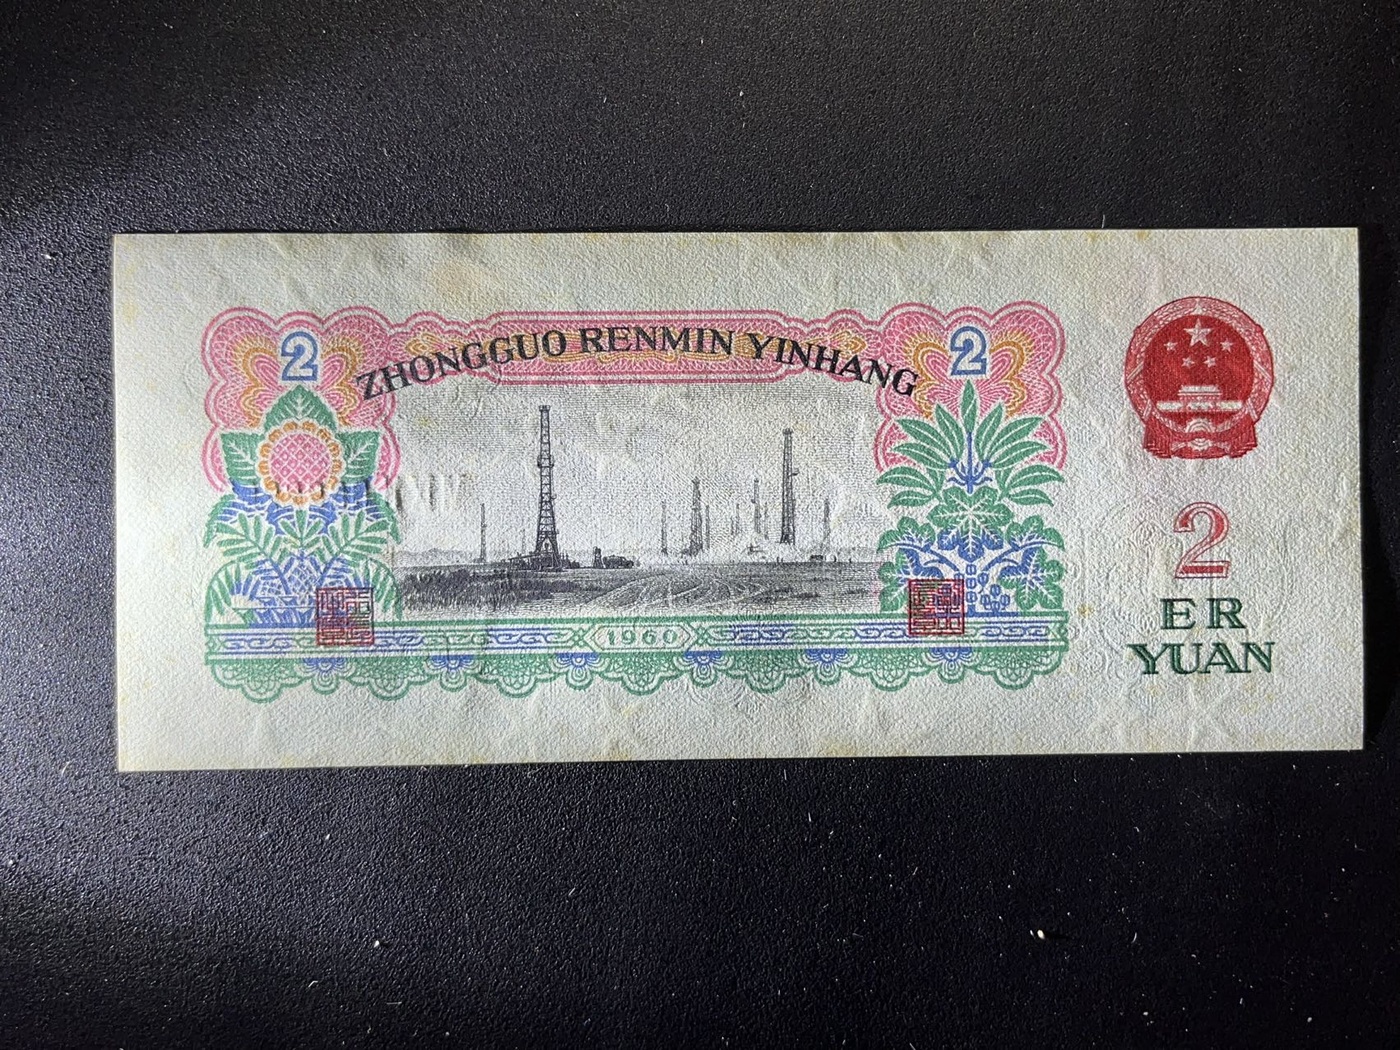 2
ZHONGGUO RENMIN YINHANG
2
2
ER
YUAN
1960